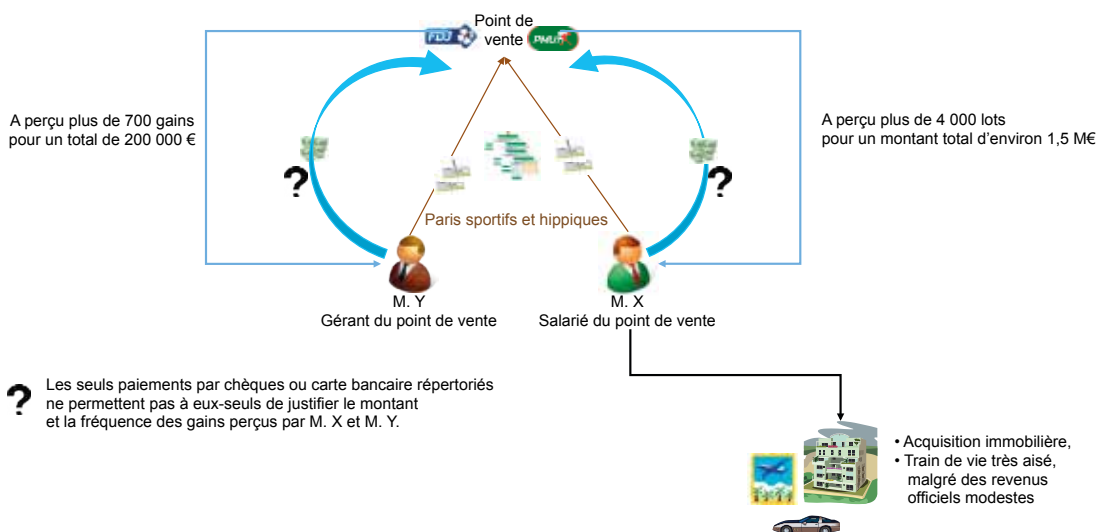 Point de
vente
FDJ
PMU
A perçu plus de 700 gains
pour un total de 200 000 €
A perçu plus de 4 000 lots
pour un montant total d’environ 1,5 M€
?
?
Paris sportifs et hippiques
M. Y
Gérant du point de vente
M. X
Salarié du point de vente
?
Les seuls paiements par chèques ou carte bancaire répertoriés
ne permettent pas à eux-seuls de justifier le montant
et la fréquence des gains perçus par M. X et M. Y.
• Acquisition immobilière,
• Train de vie très aisé,
malgré des revenus
officiels modestes